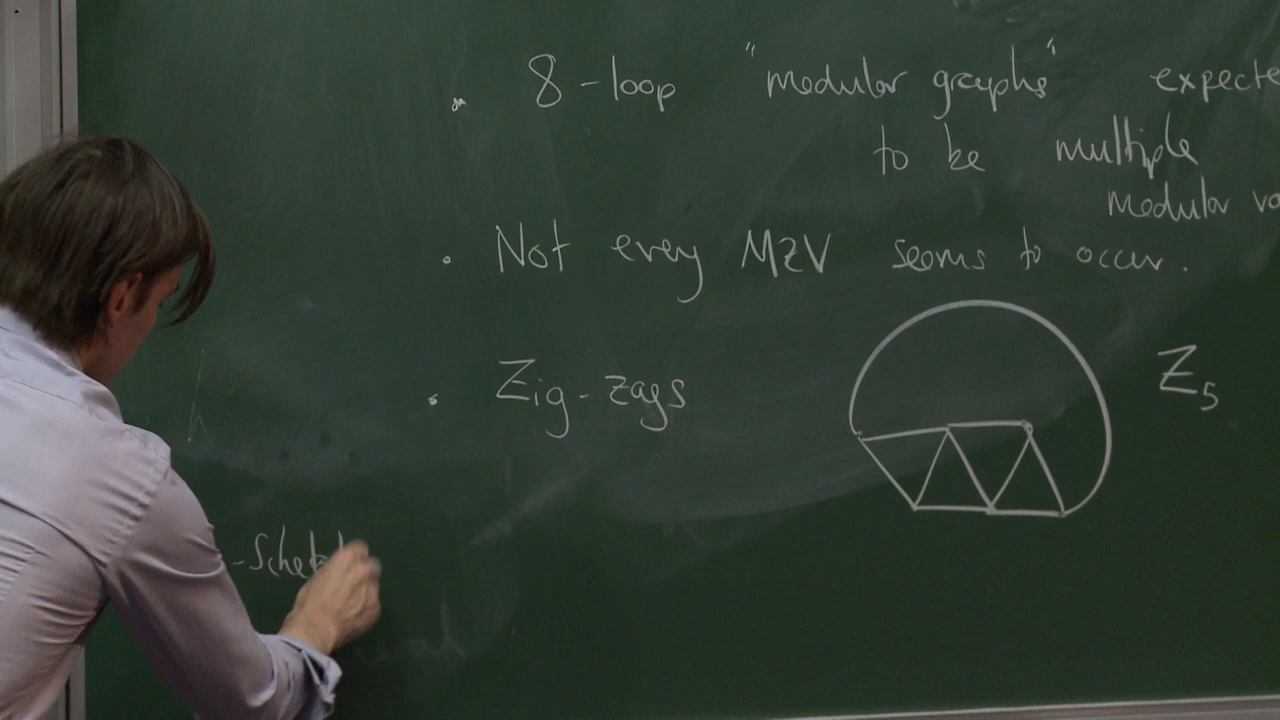 8-loop "modular graphs" expecte
to be multiple
modular va
. Not every MZV seems to occur.
. Zig-zags
Z5